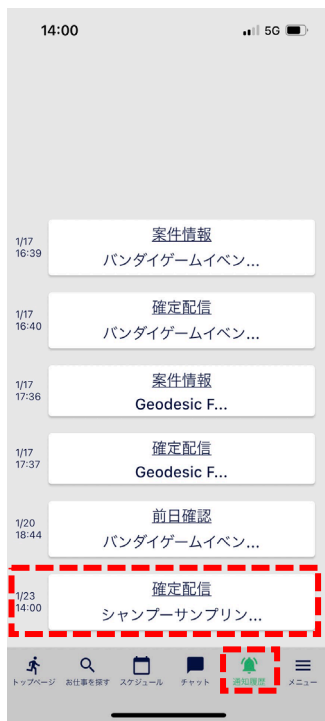 14:00
5G
1/17
16:39
案件情報
バンダイゲームイベン...
1/17
16:40
確定配信
バンダイゲームイベン...
1/17
17:36
案件情報
Geodesic F...
1/17
17:37
確定配信
Geodesic F...
1/20
18:44
前日確認
バンダイゲームイベン...
1/23
14:00
確定配信
シャンプーサンプリン...
トップページ
お仕事を探す
スケジュール
チャット
通知履歴
メニュー